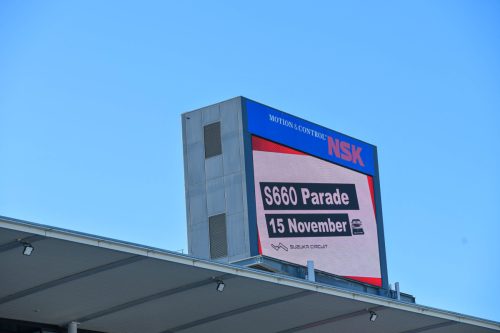 MOTION & CONTROL
NSK
S660 Parade
15 November
SUZUKA CIRCUIT